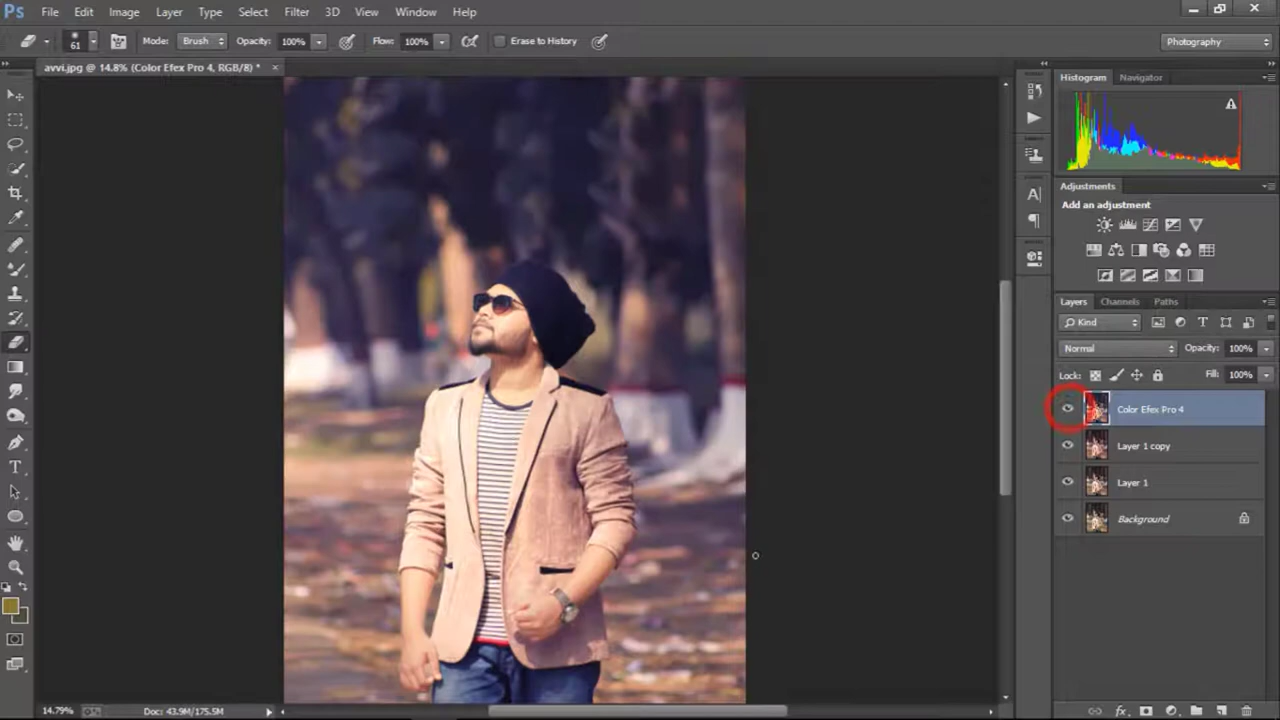 Ps File Edit Image Layer Type Select Filter 3D View Window Help
61 Mode: Brush Opacity: 100% Flow: 100% Erase to History Photography
avvi.jpg @ 14.8% (Color Efex Pro 4, RGB/8) * ×
Histogram Navigator
Adjustments
Add an adjustment
Layers Channels Paths
Kind
Normal Opacity: 100%
Lock: Fill: 100%
Color Efex Pro 4
Layer 1 copy
Layer 1
Background
14.79% Doc: 43.9M/175.5M